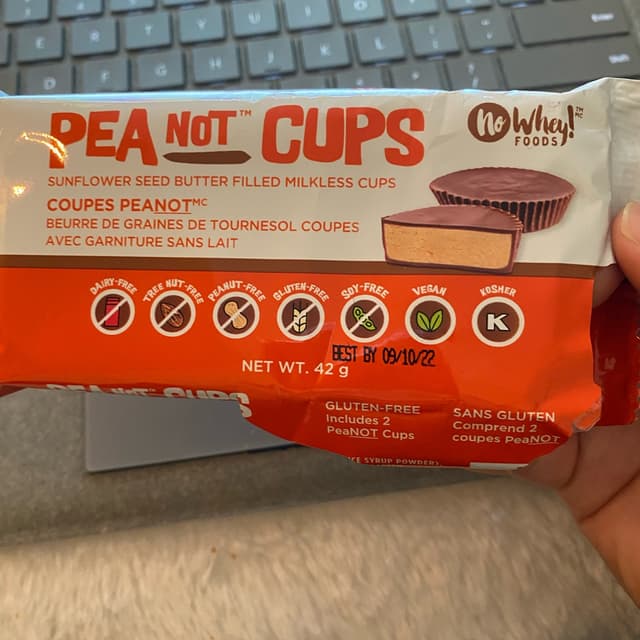 PEA NOT™ CUPS
No Whey!™MC
FOODS
SUNFLOWER SEED BUTTER FILLED MILKLESS CUPS
COUPES PEANOTMC
BEURRE DE GRAINES DE TOURNESOL COUPES
AVEC GARNITURE SANS LAIT
DAIRY-FREE
TREE NUT-FREE
PEANUT-FREE
GLUTEN-FREE
SOY-FREE
VEGAN
KOSHER
K
BEST BY 09/10/22
NET WT. 42 g
GLUTEN-FREE
Includes 2
PeaNOT Cups
SANS GLUTEN
Comprend 2
coupes PeaNOT
SYRUP POWDER